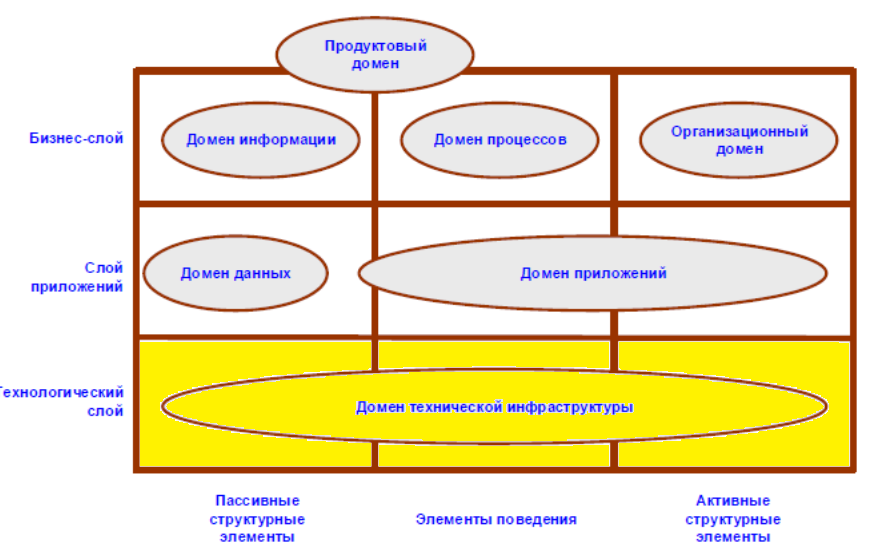 Продуктовый
домен
Бизнес-слой
Домен информации
Домен процессов
Организационный
домен
Слой
приложений
Домен данных
Домен приложений
Технологический
слой
Домен технической инфраструктуры
Пассивные
структурные
элементы
Элементы поведения
Активные
структурные
элементы